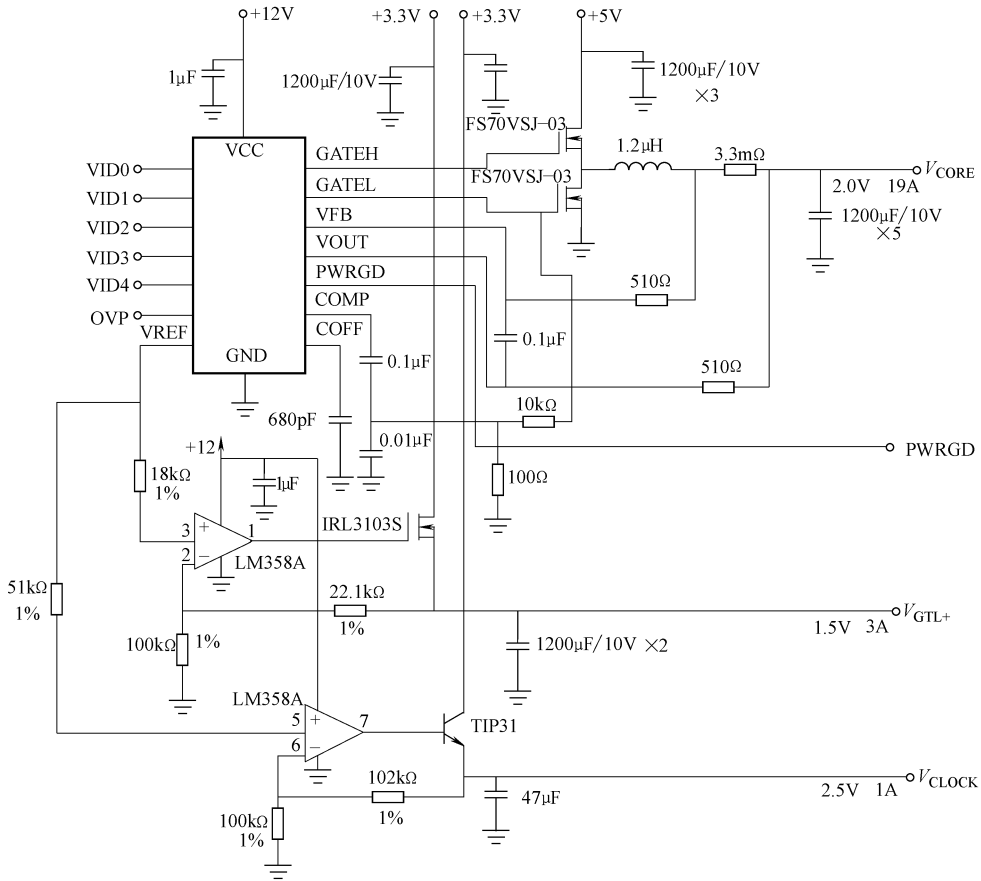 +12V
+3.3V
+3.3V
+5V
1μF
1200μF/10V
1200μF/10V
×3
FS70VSJ-03
VCC
GATEH
1.2μH
3.3mΩ
VID0
FS70VSJ-03
VCORE
GATEL
2.0V 19A
VID1
VFB
1200μF/10V
×5
VID2
VOUT
VID3
PWRGD
VID4
510Ω
COMP
OVP
VREF
COFF
0.1μF
GND
0.1μF
510Ω
10kΩ
680pF
0.01μF
+12
PWRGD
18kΩ
1%
1μF
100Ω
IRL3103S
3
+
1
2
−
LM358A
51kΩ
1%
22.1kΩ
1%
VGTL+
1.5V 3A
100kΩ
1%
1200μF/10V ×2
LM358A
5
+
7
TIP31
6
−
102kΩ
1%
VCLOCK
2.5V 1A
47μF
100kΩ
1%